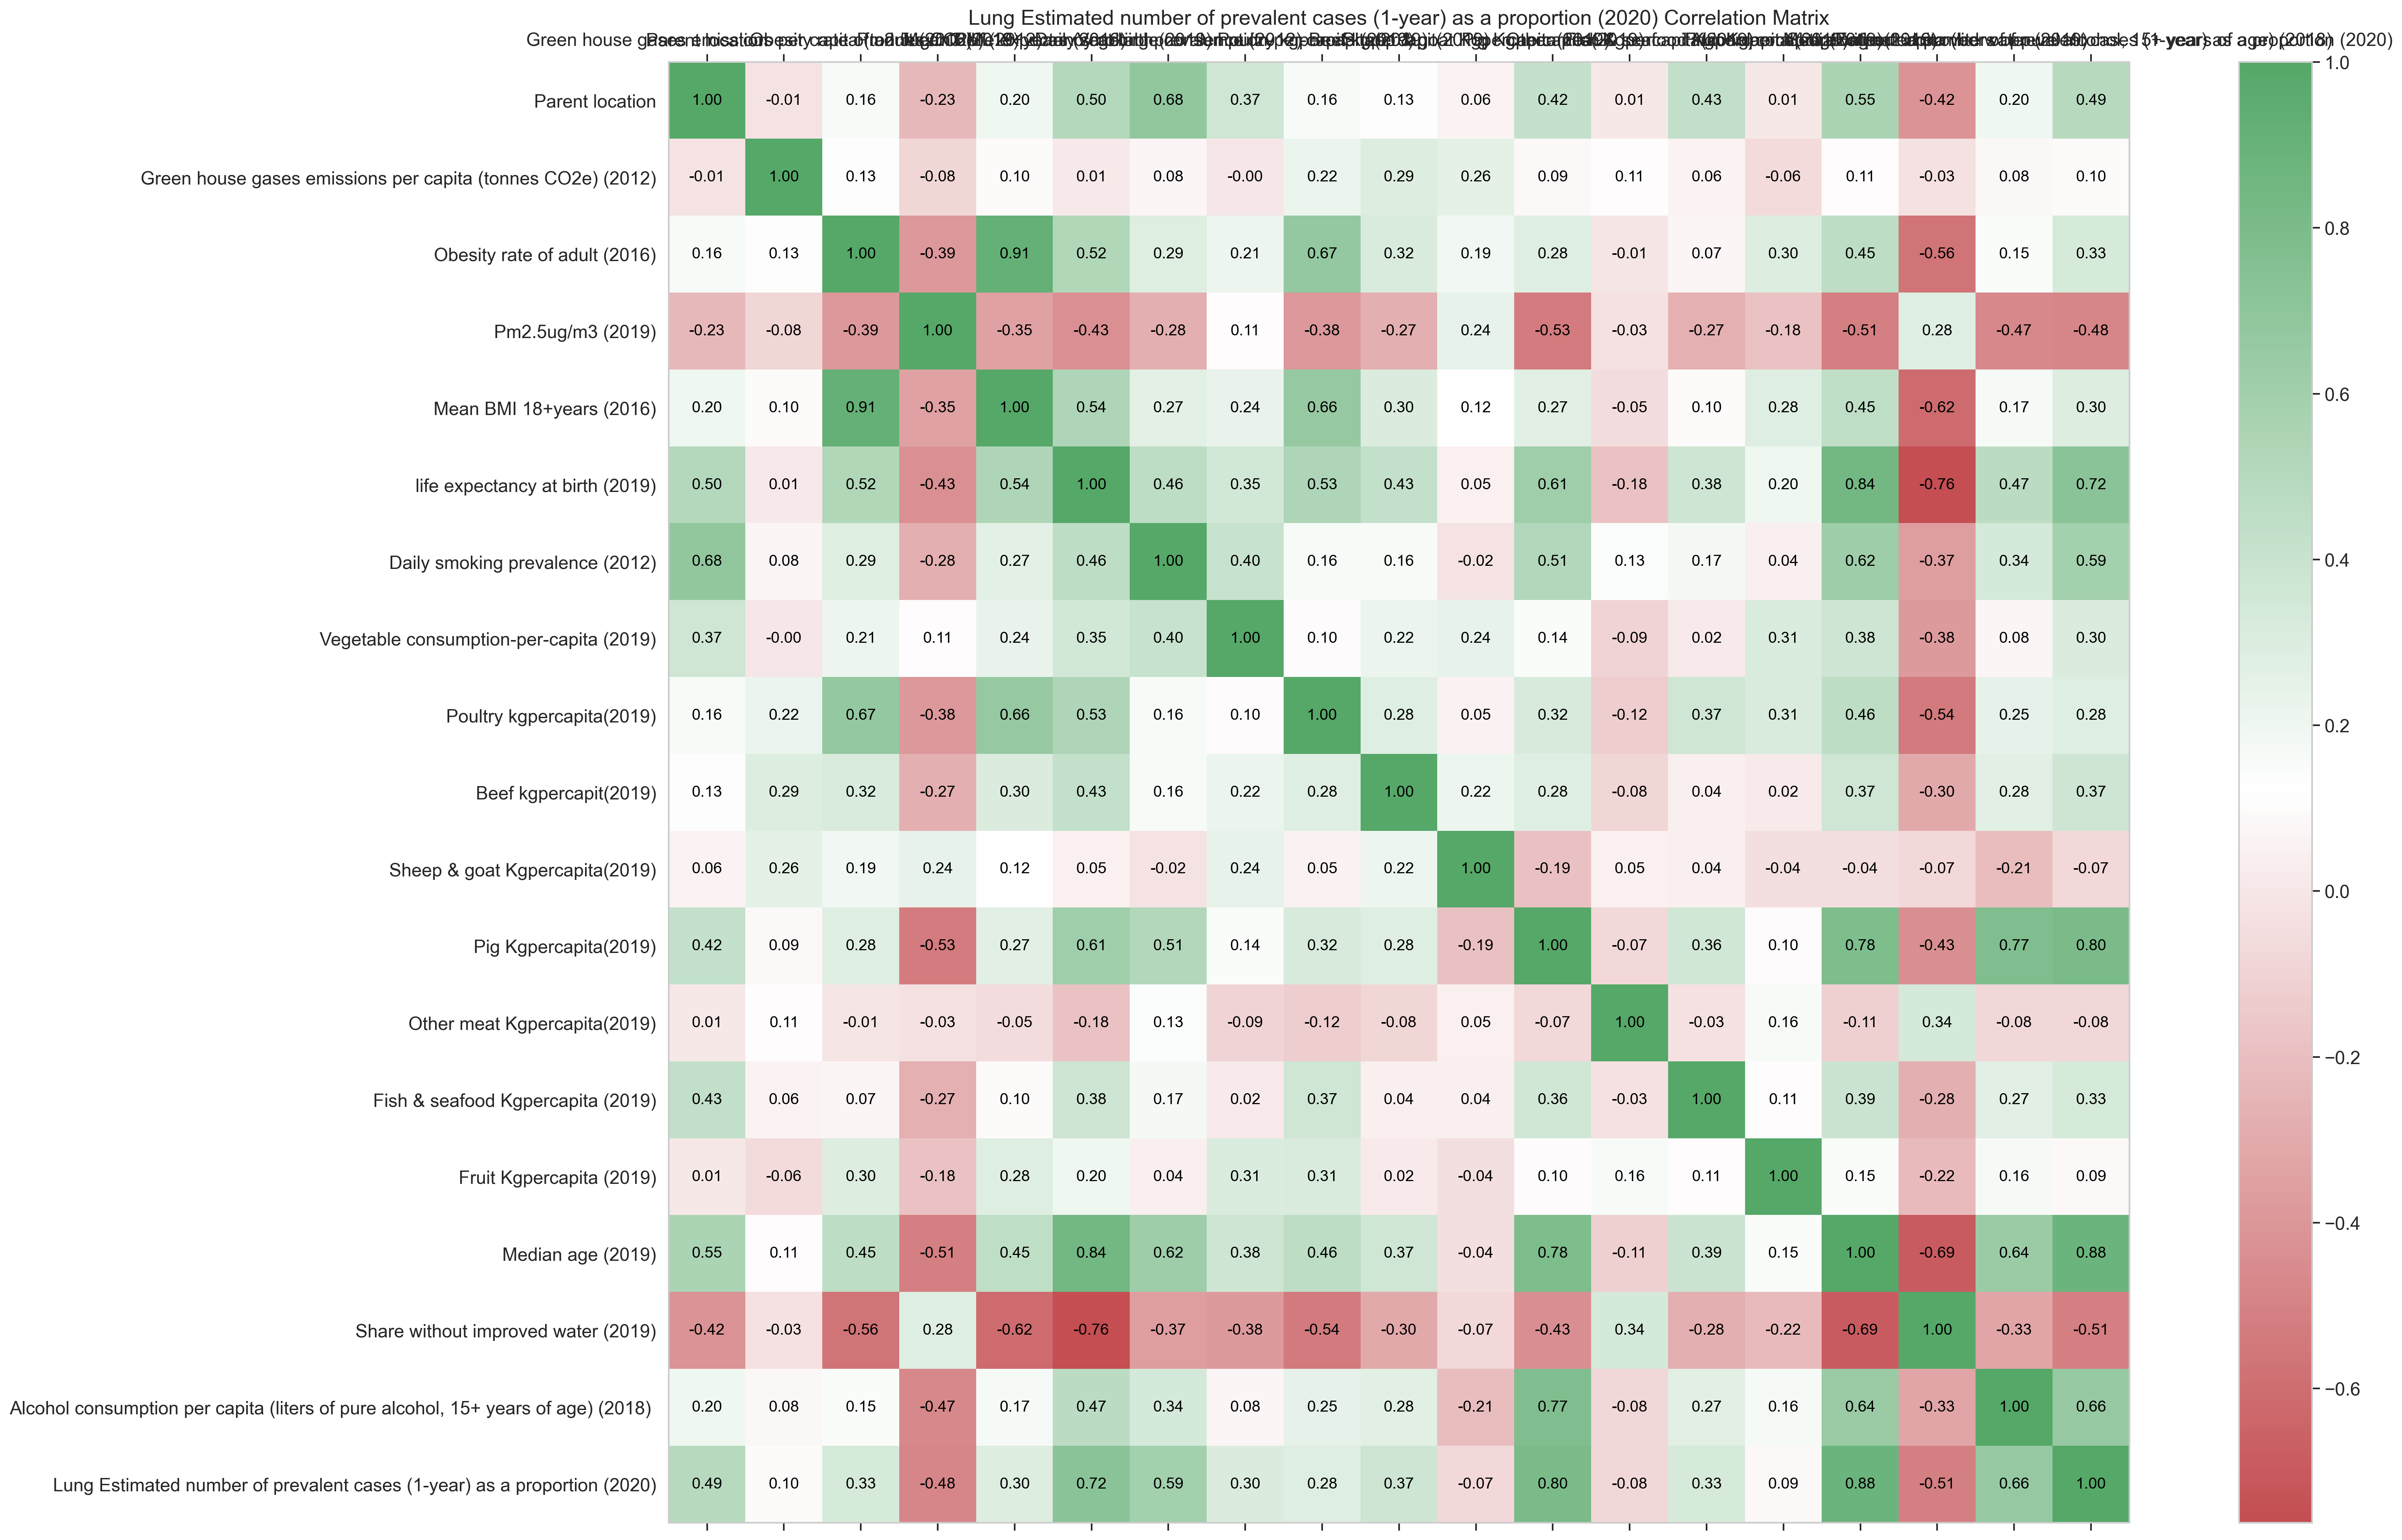 Lung Estimated number of prevalent cases (1-year) as a proportion (2020) Correlation Matrix
Green house
proportion (2020)
1.0
Parent location 1.00 -0.01 0.16 -0.23 0.20 0.50 0.68 0.37 0.16 0.13 0.06 0.42 0.01 0.43 0.01 0.55 -0.42 0.20 0.49
Green house gases emissions per capita (tonnes CO2e) (2012) -0.01 1.00 0.13 -0.08 0.10 0.01 0.08 -0.00 0.22 0.29 0.26 0.09 0.11 0.06 -0.06 0.11 -0.03 0.08 0.10
0.8
Obesity rate of adult (2016) 0.16 0.13 1.00 -0.39 0.91 0.52 0.29 0.21 0.67 0.32 0.19 0.28 -0.01 0.07 0.30 0.45 -0.56 0.15 0.33
Pm2.5ug/m3 (2019) -0.23 -0.08 -0.39 1.00 -0.35 -0.43 -0.28 0.11 -0.38 -0.27 0.24 -0.53 -0.03 -0.27 -0.18 -0.51 0.28 -0.47 -0.48
0.6
Mean BMI 18+years (2016) 0.20 0.10 0.91 -0.35 1.00 0.54 0.27 0.24 0.66 0.30 0.12 0.27 -0.05 0.10 0.28 0.45 -0.62 0.17 0.30
life expectancy at birth (2019) 0.50 0.01 0.52 -0.43 0.54 1.00 0.46 0.35 0.53 0.43 0.05 0.61 -0.18 0.38 0.20 0.84 -0.76 0.47 0.72
0.4
Daily smoking prevalence (2012) 0.68 0.08 0.29 -0.28 0.27 0.46 1.00 0.40 0.16 0.16 -0.02 0.51 0.13 0.17 0.04 0.62 -0.37 0.34 0.59
Vegetable consumption-per-capita (2019) 0.37 -0.00 0.21 0.11 0.24 0.35 0.40 1.00 0.10 0.22 0.24 0.14 -0.09 0.02 0.31 0.38 -0.38 0.08 0.30
Poultry kgpercapita(2019) 0.16 0.22 0.67 -0.38 0.66 0.53 0.16 0.10 1.00 0.28 0.05 0.32 -0.12 0.37 0.31 0.46 -0.54 0.25 0.28
0.2
Beef kgpercapit(2019) 0.13 0.29 0.32 -0.27 0.30 0.43 0.16 0.22 0.28 1.00 0.22 0.28 -0.08 0.04 0.02 0.37 -0.30 0.28 0.37
Sheep & goat Kgpercapita(2019) 0.06 0.26 0.19 0.24 0.12 0.05 -0.02 0.24 0.05 0.22 1.00 -0.19 0.05 0.04 -0.04 -0.04 -0.07 -0.21 -0.07
0.0
Pig Kgpercapita(2019) 0.42 0.09 0.28 -0.53 0.27 0.61 0.51 0.14 0.32 0.28 -0.19 1.00 -0.07 0.36 0.10 0.78 -0.43 0.77 0.80
Other meat Kgpercapita(2019) 0.01 0.11 -0.01 -0.03 -0.05 -0.18 0.13 -0.09 -0.12 -0.08 0.05 -0.07 1.00 -0.03 0.16 -0.11 0.34 -0.08 -0.08
−0.2
Fish & seafood Kgpercapita (2019) 0.43 0.06 0.07 -0.27 0.10 0.38 0.17 0.02 0.37 0.04 0.04 0.36 -0.03 1.00 0.11 0.39 -0.28 0.27 0.33
Fruit Kgpercapita (2019) 0.01 -0.06 0.30 -0.18 0.28 0.20 0.04 0.31 0.31 0.02 -0.04 0.10 0.16 0.11 1.00 0.15 -0.22 0.16 0.09
−0.4
Median age (2019) 0.55 0.11 0.45 -0.51 0.45 0.84 0.62 0.38 0.46 0.37 -0.04 0.78 -0.11 0.39 0.15 1.00 -0.69 0.64 0.88
Share without improved water (2019) -0.42 -0.03 -0.56 0.28 -0.62 -0.76 -0.37 -0.38 -0.54 -0.30 -0.07 -0.43 0.34 -0.28 -0.22 -0.69 1.00 -0.33 -0.51
−0.6
Alcohol consumption per capita (liters of pure alcohol, 15+ years of age) (2018) 0.20 0.08 0.15 -0.47 0.17 0.47 0.34 0.08 0.25 0.28 -0.21 0.77 -0.08 0.27 0.16 0.64 -0.33 1.00 0.66
Lung Estimated number of prevalent cases (1-year) as a proportion (2020) 0.49 0.10 0.33 -0.48 0.30 0.72 0.59 0.30 0.28 0.37 -0.07 0.80 -0.08 0.33 0.09 0.88 -0.51 0.66 1.00